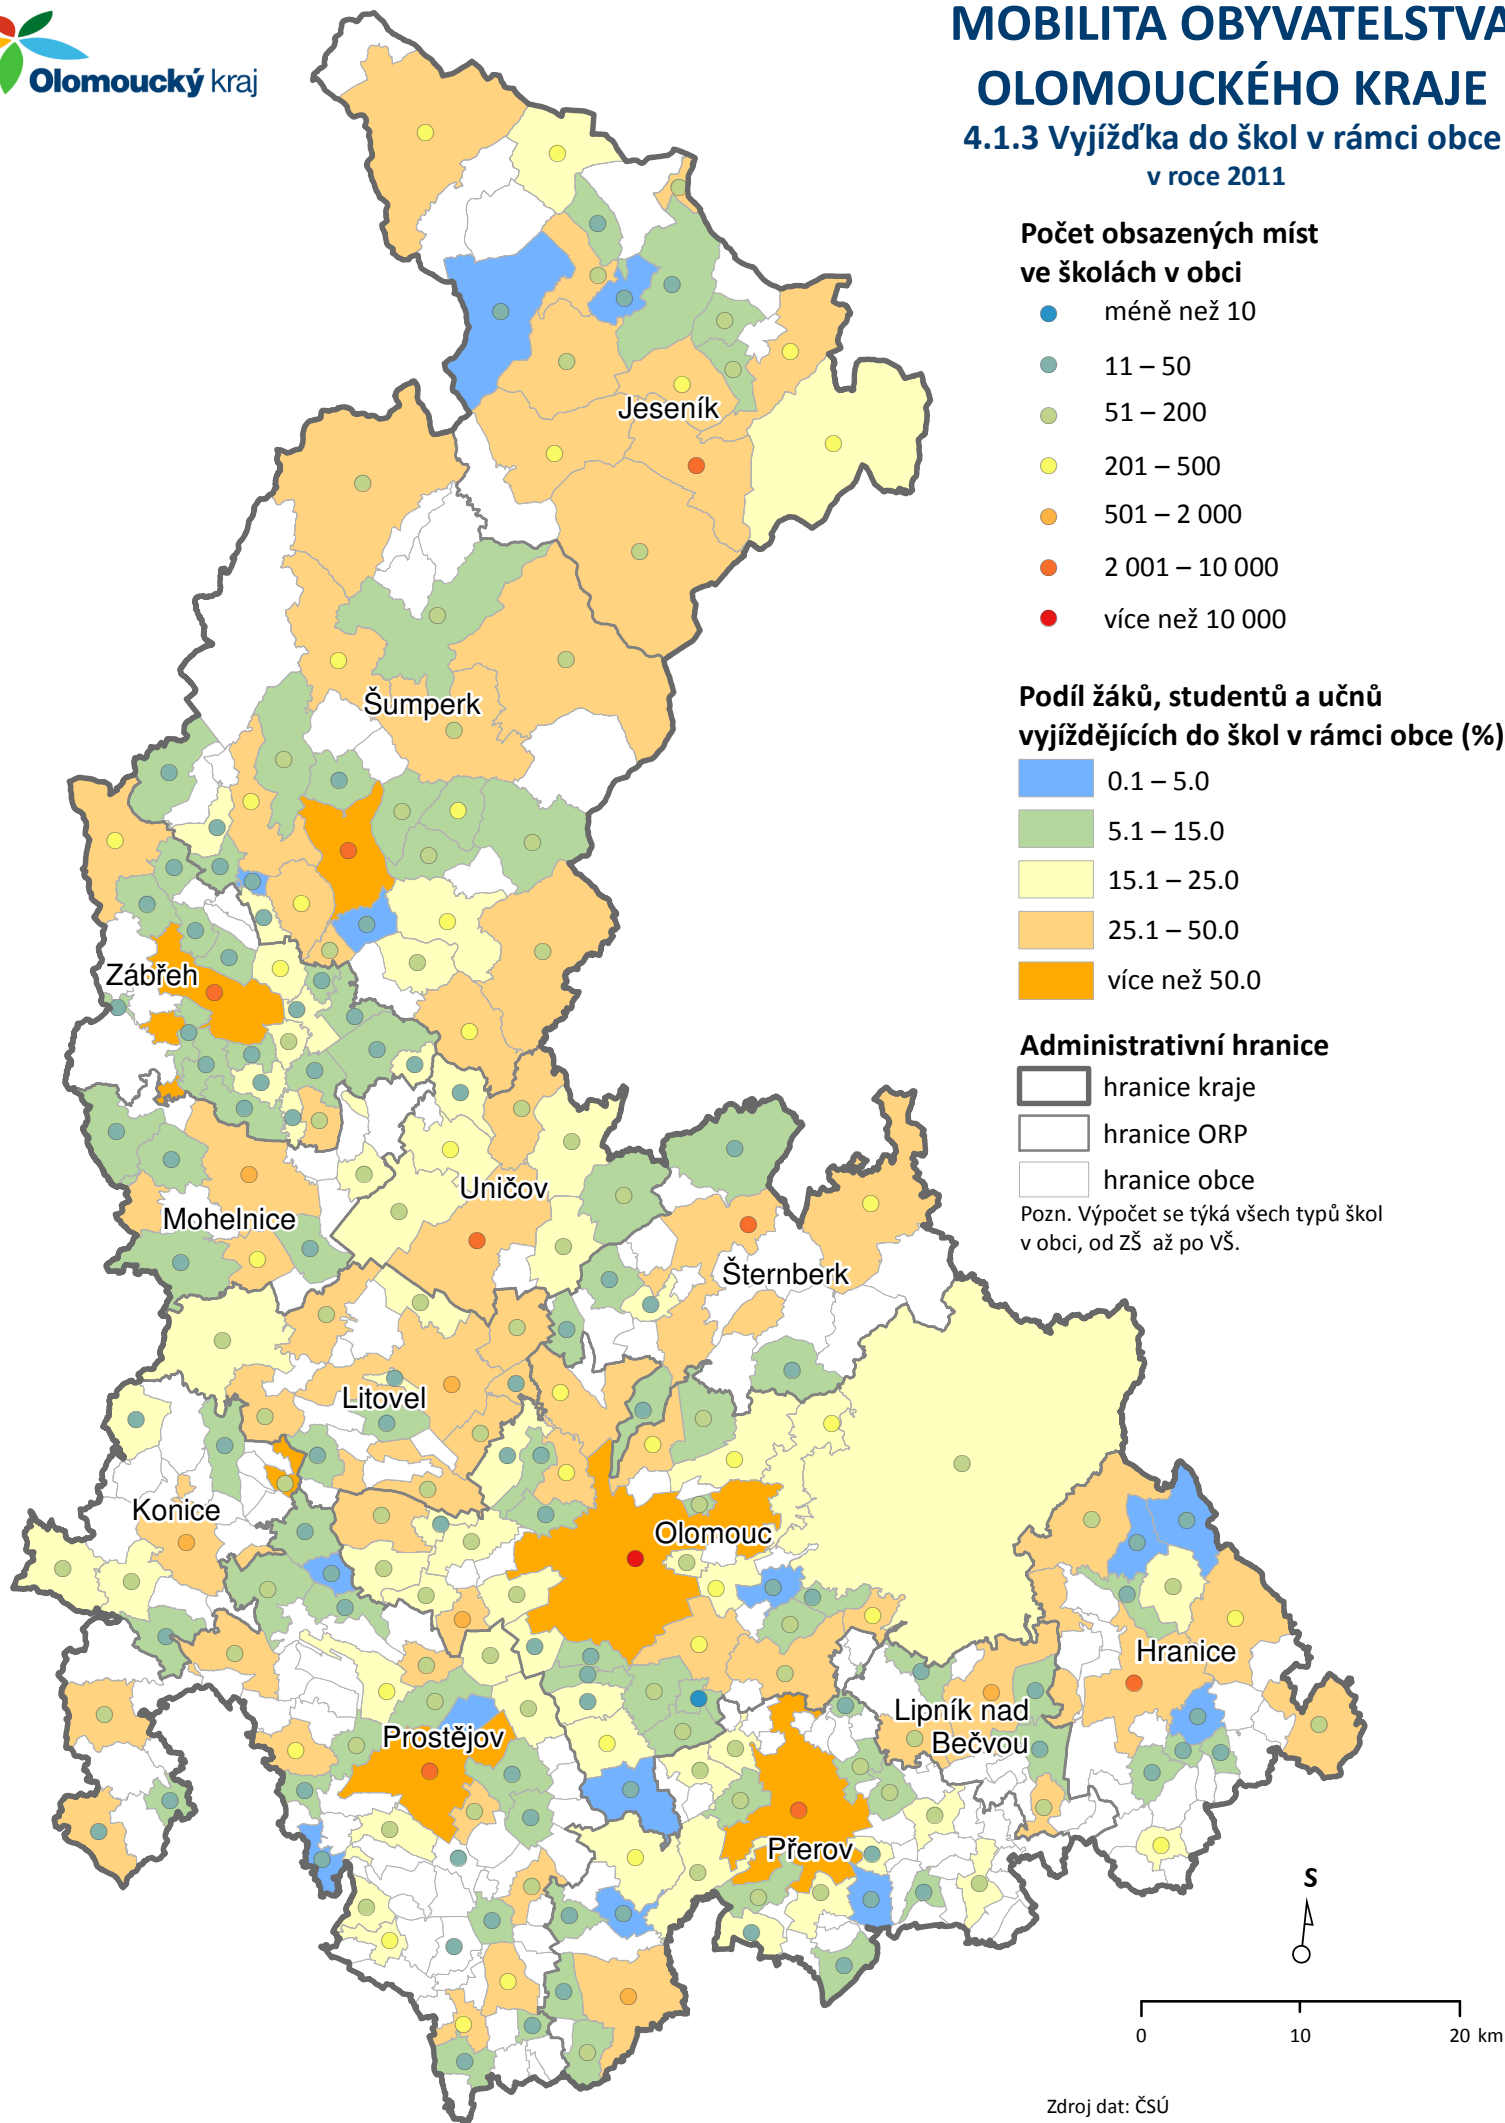 Olomoucký kraj
MOBILITA OBYVATELSTVA
OLOMOUCKÉHO KRAJE
4.1.3 Vyjížďka do škol v rámci obce
v roce 2011
Počet obsazených míst
ve školách v obci
méně než 10
11 – 50
51 – 200
201 – 500
501 – 2 000
2 001 – 10 000
více než 10 000
Podíl žáků, studentů a učnů
vyjíždějících do škol v rámci obce (%)
0.1 – 5.0
5.1 – 15.0
15.1 – 25.0
25.1 – 50.0
více než 50.0
Administrativní hranice
hranice kraje
hranice ORP
hranice obce
Pozn. Výpočet se týká všech typů škol
v obci, od ZŠ až po VŠ.
Jeseník
Šumperk
Zábřeh
Uničov
Mohelnice
Šternberk
Litovel
Konice
Olomouc
Hranice
Lipník nad
Bečvou
Prostějov
Přerov
S
0 10 20 km
Zdroj dat: ČSÚ